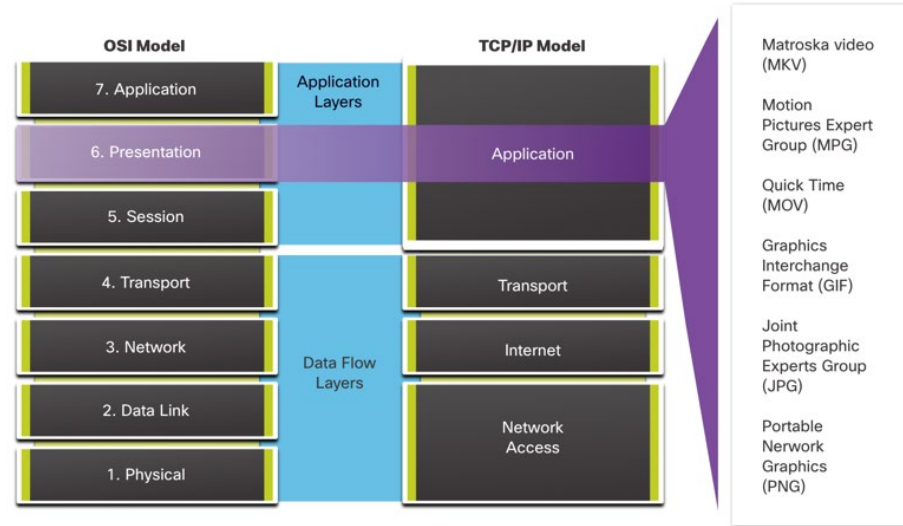 OSI Model
TCP/IP Model
7. Application
6. Presentation
5. Session
4. Transport
3. Network
2. Data Link
1. Physical
Application
Layers
Data Flow
Layers
Application
Transport
Internet
Network
Access
Matroska video
(MKV)
Motion
Pictures Expert
Group (MPG)
Quick Time
(MOV)
Graphics
Interchange
Format (GIF)
Joint
Photographic
Experts Group
(JPG)
Portable
Nerwork
Graphics
(PNG)